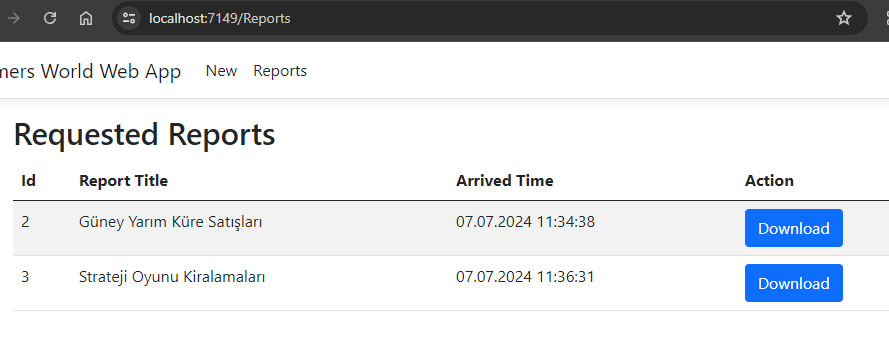 localhost:7149/Reports
World Web App New Reports
Requested Reports
Id Report Title Arrived Time Action
2 Güney Yarım Küre Satışları 07.07.2024 11:34:38 Download
3 Strateji Oyunu Kiralamaları 07.07.2024 11:36:31 Download